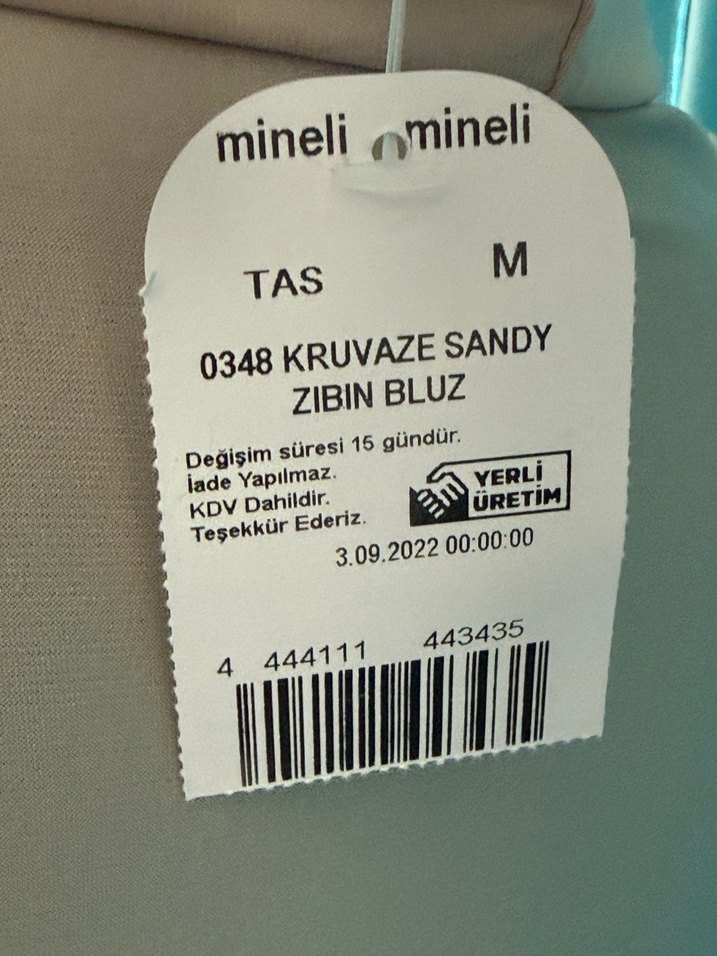 mineli mineli
TAS M
0348 KRUVAZE SANDY
ZIBIN BLUZ
Değişim süresi 15 gündür.
İade Yapılmaz.
KDV Dahildir.
Teşekkür Ederiz.
YERLİ
ÜRETİM
3.09.2022 00:00:00
4 444111 443435